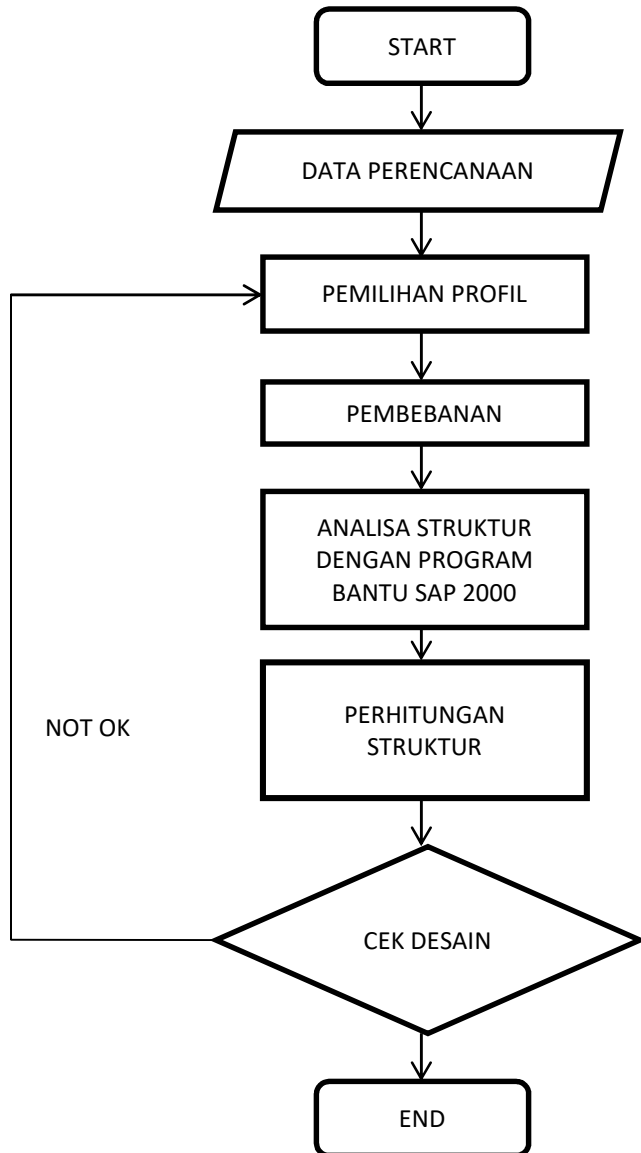 START
DATA PERENCANAAN
PEMILIHAN PROFIL
PEMBEBANAN
ANALISA STRUKTUR
DENGAN PROGRAM
BANTU SAP 2000
PERHITUNGAN
STRUKTUR
NOT OK
CEK DESAIN
END